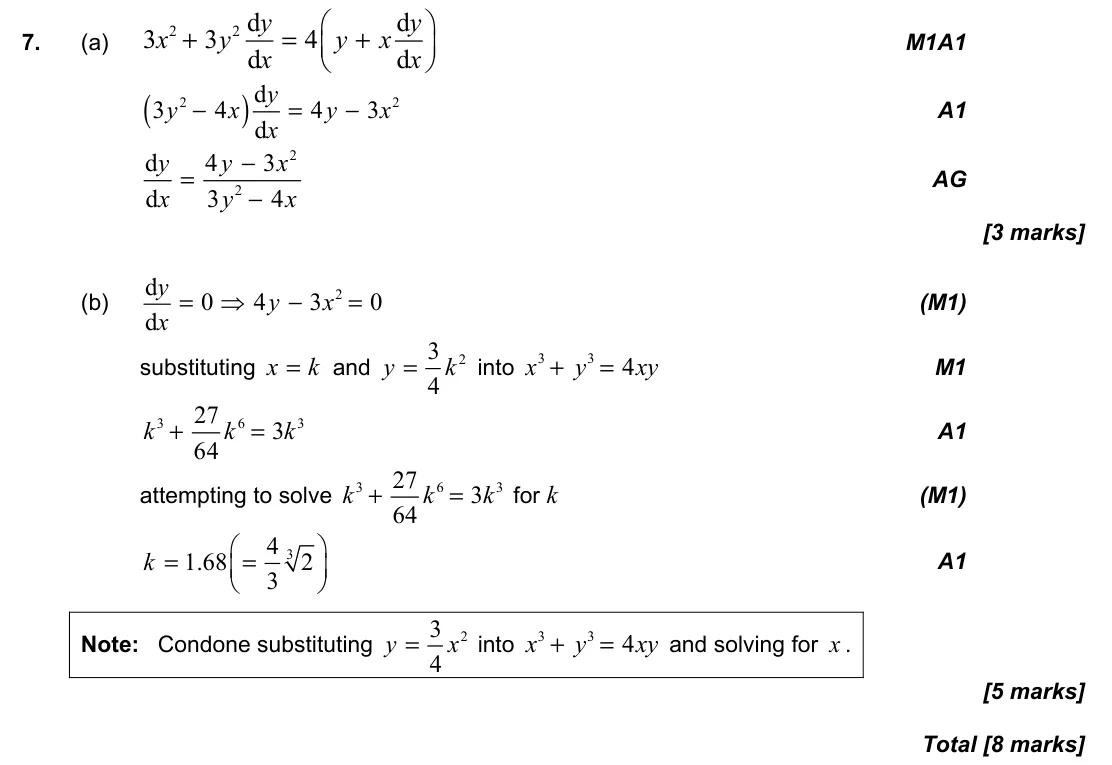 7. (a) 3x² + 3y² dy/dx = 4(y + x dy/dx) M1A1
(3y² − 4x) dy/dx = 4y − 3x² A1
dy/dx = (4y − 3x²)/(3y² − 4x) AG
[3 marks]
(b) dy/dx = 0 ⇒ 4y − 3x² = 0 (M1)
substituting x = k and y = 3/4 k² into x³ + y³ = 4xy M1
k³ + 27/64 k⁶ = 3k³ A1
attempting to solve k³ + 27/64 k⁶ = 3k³ for k (M1)
k = 1.68 (= 4/3 ∛2) A1
Note: Condone substituting y = 3/4 x² into x³ + y³ = 4xy and solving for x.
[5 marks]
Total [8 marks]